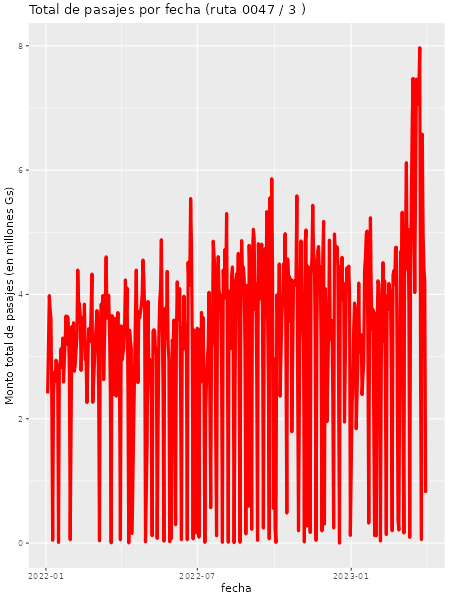 Total de pasajes por fecha (ruta 0047 / 3 )
Monto total de pasajes (en millones Gs)
8
6
4
2
0
2022-01
2022-07
2023-01
fecha